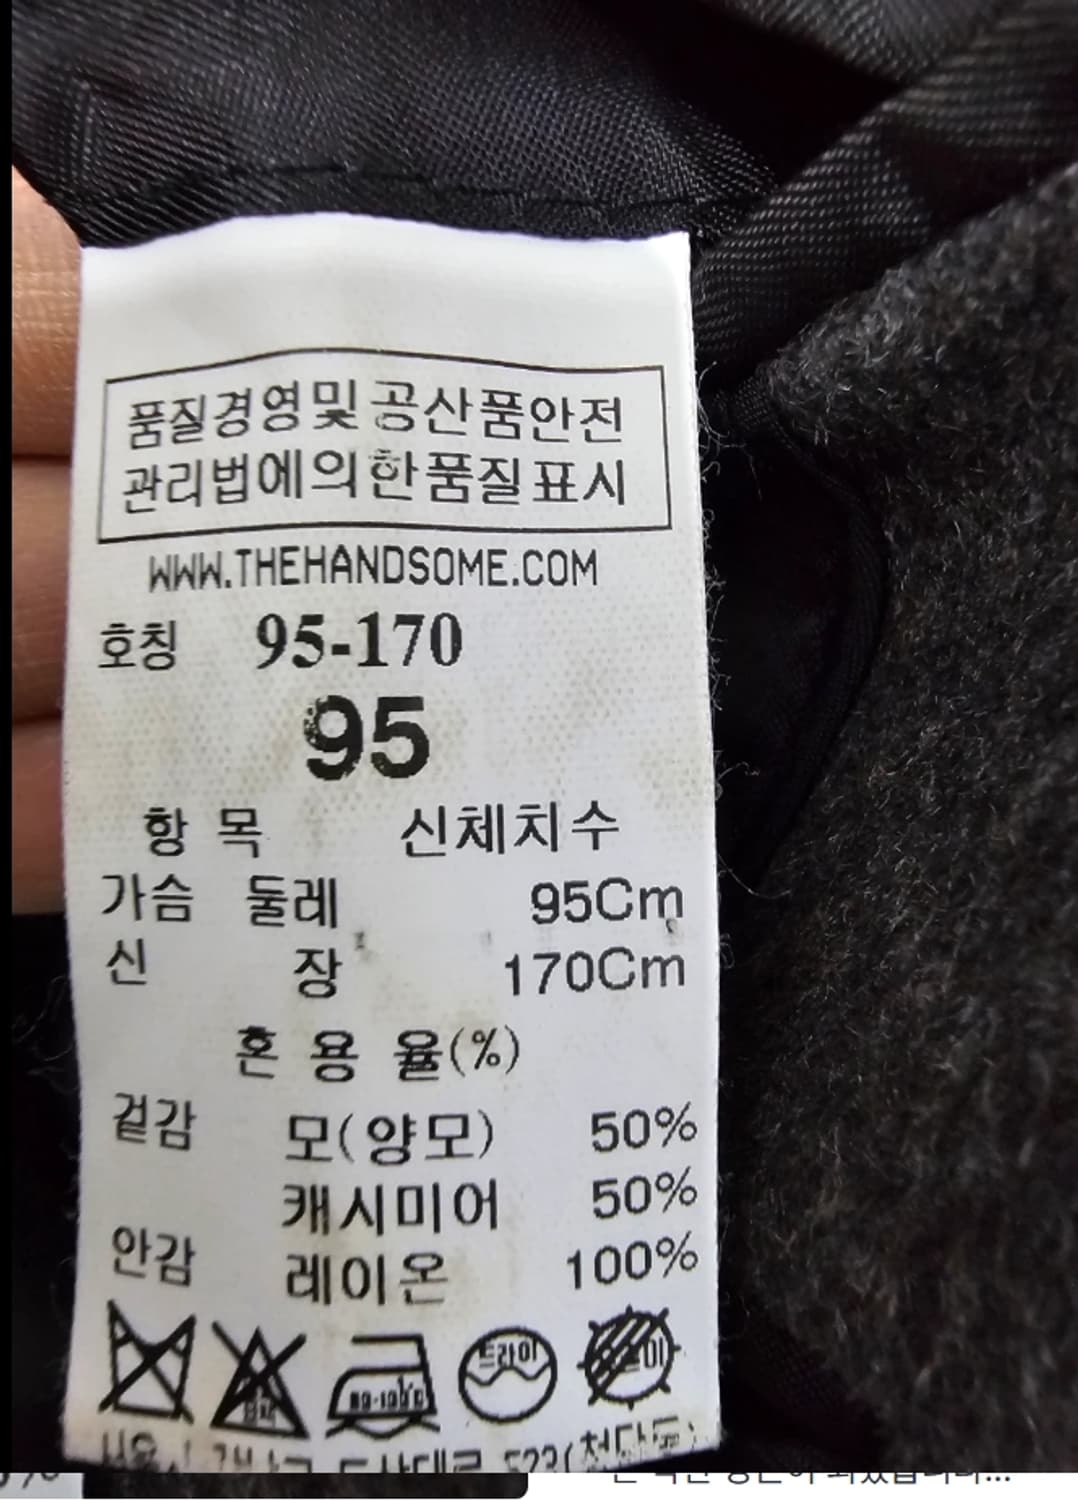 품질경영및공산품안전
관리법에의한품질표시
WWW.THEHANDSOME.COM
호칭 95-170
95
항 목 신체치수
가슴 둘레 95Cm
신 장 170Cm
혼 용 율(%)
겉감 모(양모) 50%
캐시미어 50%
안감 레이온 100%
드라이